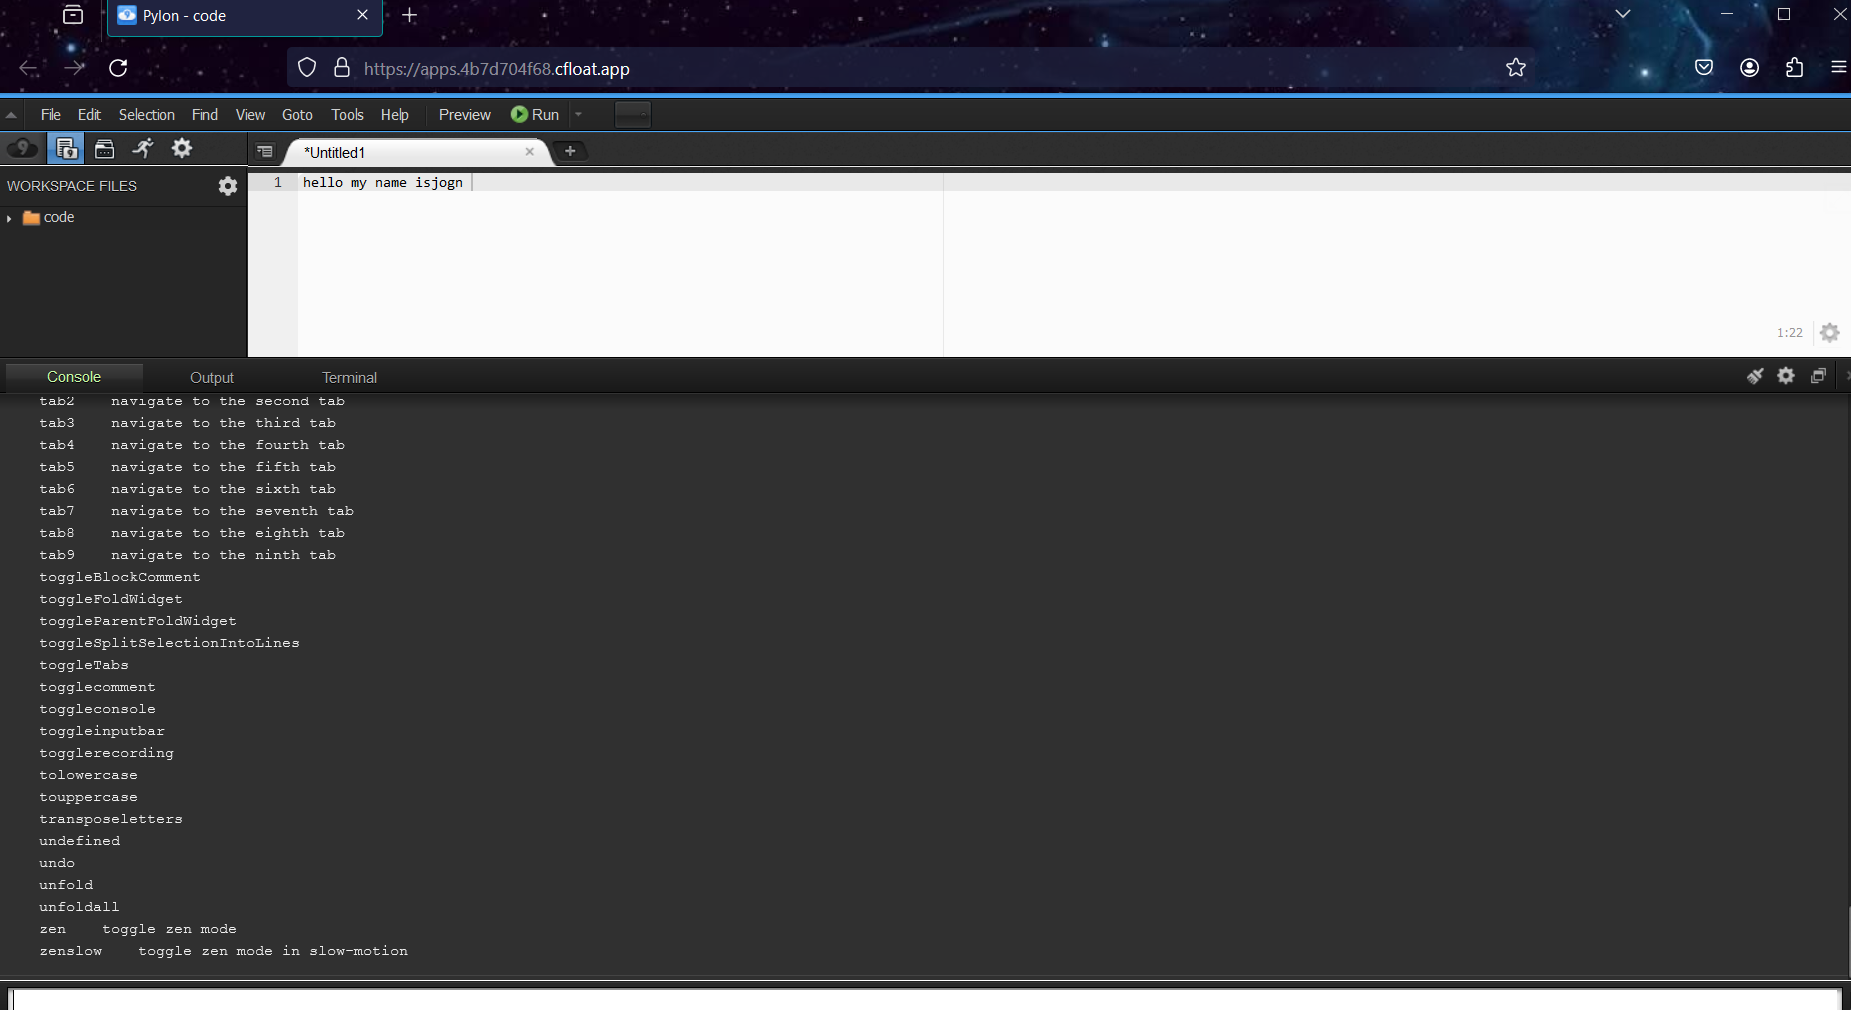 Pylon - code
https://apps.4b7d704f68.cfloat.app
File Edit Selection Find View Goto Tools Help Preview Run
*Untitled1
WORKSPACE FILES
code
1 hello my name isjogn
1:22
Console Output Terminal
tab2 navigate to the second tab
tab3 navigate to the third tab
tab4 navigate to the fourth tab
tab5 navigate to the fifth tab
tab6 navigate to the sixth tab
tab7 navigate to the seventh tab
tab8 navigate to the eighth tab
tab9 navigate to the ninth tab
toggleBlockComment
toggleFoldWidget
toggleParentFoldWidget
toggleSplitSelectionIntoLines
toggleTabs
togglecomment
toggleconsole
toggleinputbar
togglerecording
tolowercase
touppercase
transposeletters
undefined
undo
unfold
unfoldall
zen toggle zen mode
zenslow toggle zen mode in slow-motion